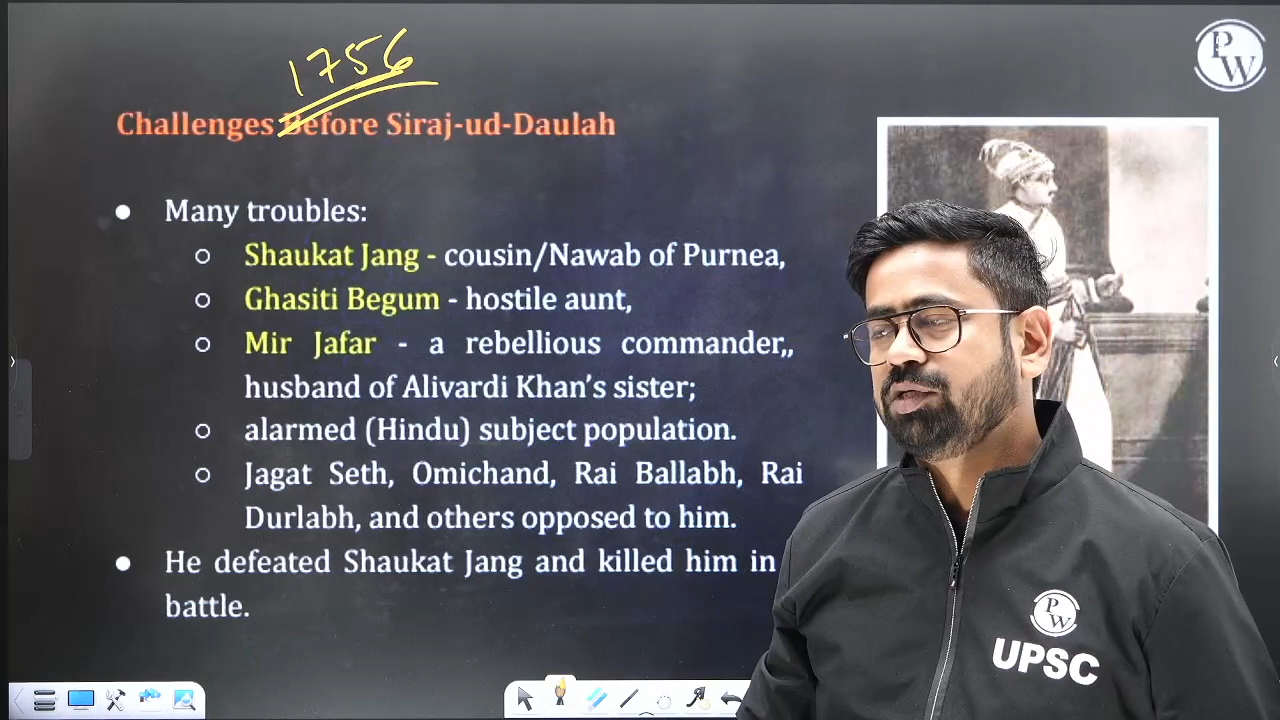 1756
PW
Challenges Before Siraj-ud-Daulah
● Many troubles:
○ Shaukat Jang - cousin/Nawab of Purnea,
○ Ghasiti Begum - hostile aunt,
○ Mir Jafar - a rebellious commander,,
husband of Alivardi Khan’s sister;
○ alarmed (Hindu) subject population.
○ Jagat Seth, Omichand, Rai Ballabh, Rai
Durlabh, and others opposed to him.
● He defeated Shaukat Jang and killed him in
battle.
PW
UPSC